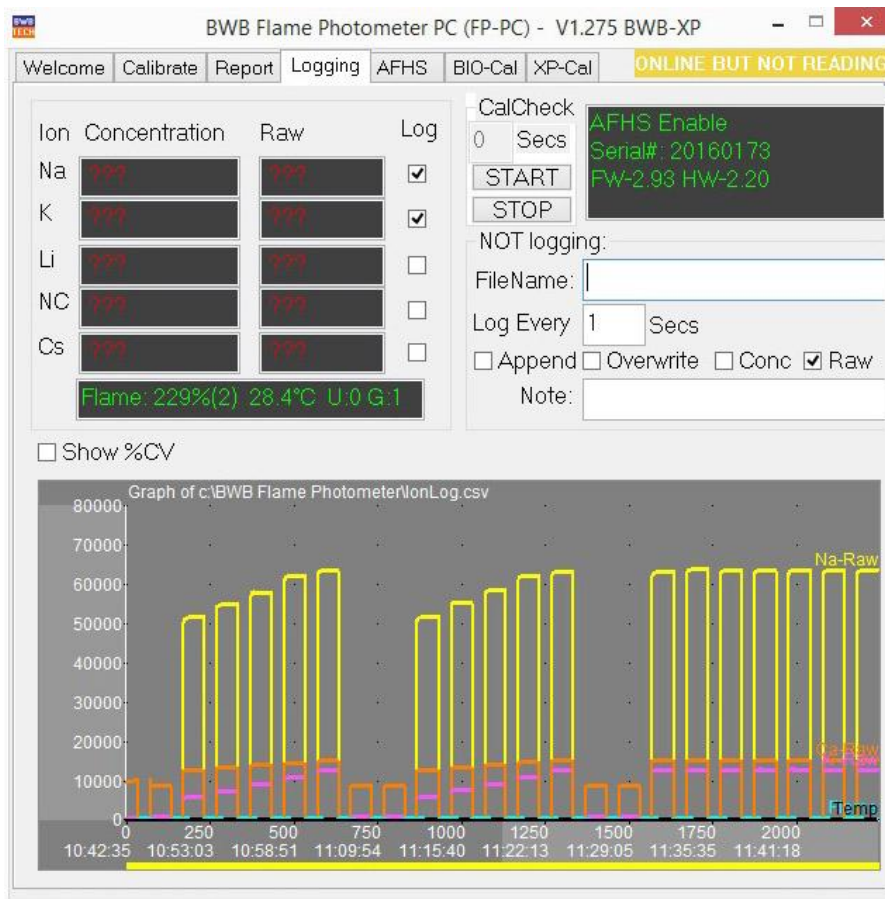 BWB TECH
BWB Flame Photometer PC (FP-PC) - V1.275 BWB-XP
Welcome Calibrate Report Logging AFHS BIO-Cal XP-Cal ONLINE BUT NOT READING
Ion Concentration Raw Log
Na ??? ???
K ??? ???
Li ??? ???
NC ??? ???
Cs ??? ???
Flame: 229%(2) 28.4°C U:0 G:1
CalCheck
0 Secs
START
STOP
AFHS Enable
Serial#: 20160173
FW-2.93 HW-2.20
NOT logging:
FileName:
Log Every 1 Secs
Append Overwrite Conc Raw
Note:
Show %CV
Graph of c:\BWB Flame Photometer\IonLog.csv
80000
70000
60000
50000
40000
30000
20000
10000
0
Na-Raw
Ca-Raw
Temp
0 250 500 750 1000 1250 1500 1750 2000
10:42:35 10:53:03 10:58:51 11:09:54 11:15:40 11:22:13 11:29:05 11:35:35 11:41:18